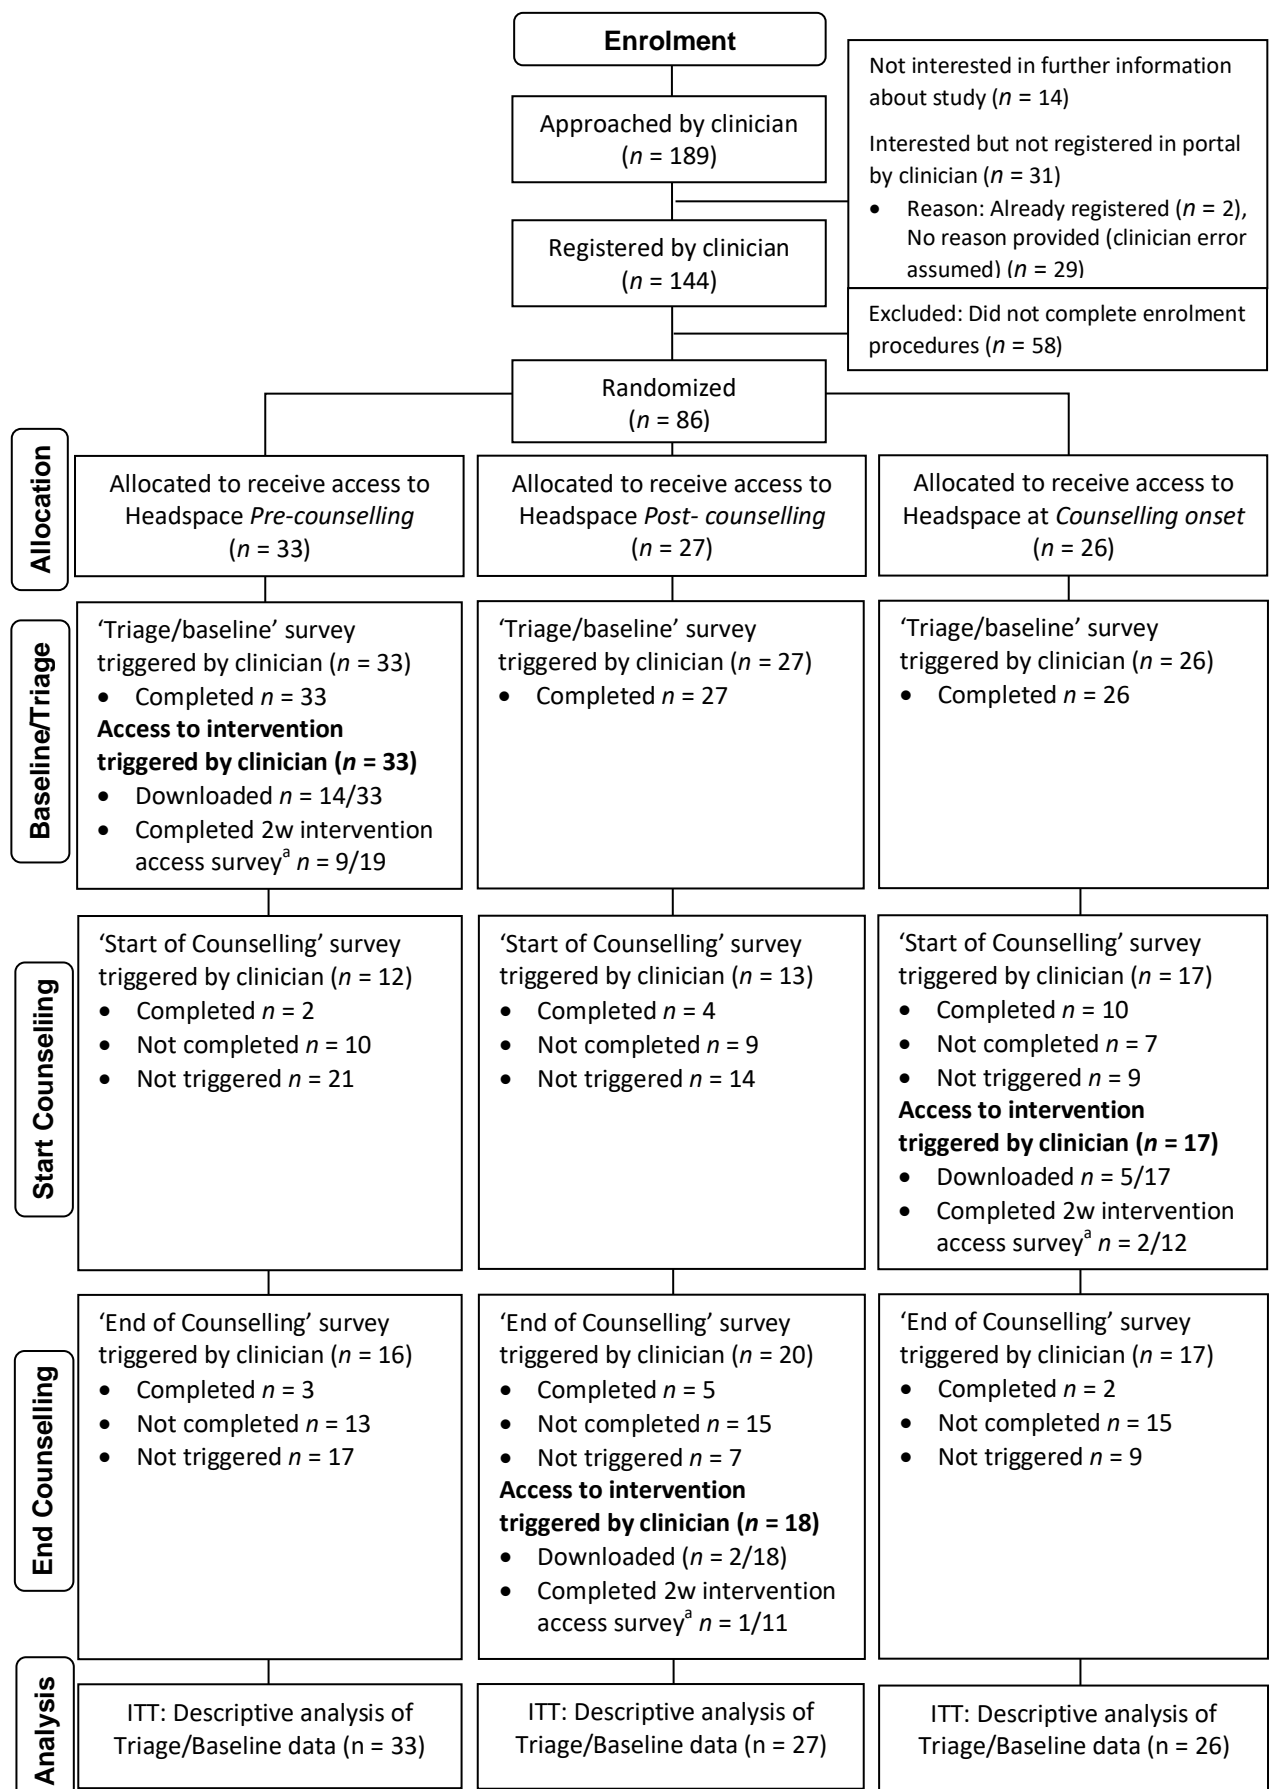 Enrolment
Approached by clinician
(n = 189)
Not interested in further information
about study (n = 14)
Interested but not registered in portal
by clinician (n = 31)
• Reason: Already registered (n = 2),
No reason provided (clinician error
assumed) (n = 29)
Registered by clinician
(n = 144)
Excluded: Did not complete enrolment
procedures (n = 58)
Randomized
(n = 86)
Allocation
Allocated to receive access to
Headspace Pre-counselling
(n = 33)
Allocated to receive access to
Headspace Post- counselling
(n = 27)
Allocated to receive access to
Headspace at Counselling onset
(n = 26)
Baseline/Triage
‘Triage/baseline’ survey
triggered by clinician (n = 33)
• Completed n = 33
Access to intervention
triggered by clinician (n = 33)
• Downloaded n = 14/33
• Completed 2w intervention
access surveyᵃ n = 9/19
‘Triage/baseline’ survey
triggered by clinician (n = 27)
• Completed n = 27
‘Triage/baseline’ survey
triggered by clinician (n = 26)
• Completed n = 26
Start Counseliing
‘Start of Counselling’ survey
triggered by clinician (n = 12)
• Completed n = 2
• Not completed n = 10
• Not triggered n = 21
‘Start of Counselling’ survey
triggered by clinician (n = 13)
• Completed n = 4
• Not completed n = 9
• Not triggered n = 14
‘Start of Counselling’ survey
triggered by clinician (n = 17)
• Completed n = 10
• Not completed n = 7
• Not triggered n = 9
Access to intervention
triggered by clinician (n = 17)
• Downloaded n = 5/17
• Completed 2w intervention
access surveyᵃ n = 2/12
End Counselling
‘End of Counselling’ survey
triggered by clinician (n = 16)
• Completed n = 3
• Not completed n = 13
• Not triggered n = 17
‘End of Counselling’ survey
triggered by clinician (n = 20)
• Completed n = 5
• Not completed n = 15
• Not triggered n = 7
Access to intervention
triggered by clinician (n = 18)
• Downloaded (n = 2/18)
• Completed 2w intervention
access surveyᵃ n = 1/11
‘End of Counselling’ survey
triggered by clinician (n = 17)
• Completed n = 2
• Not completed n = 15
• Not triggered n = 9
Analysis
ITT: Descriptive analysis of
Triage/Baseline data (n = 33)
ITT: Descriptive analysis of
Triage/Baseline data (n = 27)
ITT: Descriptive analysis of
Triage/Baseline data (n = 26)